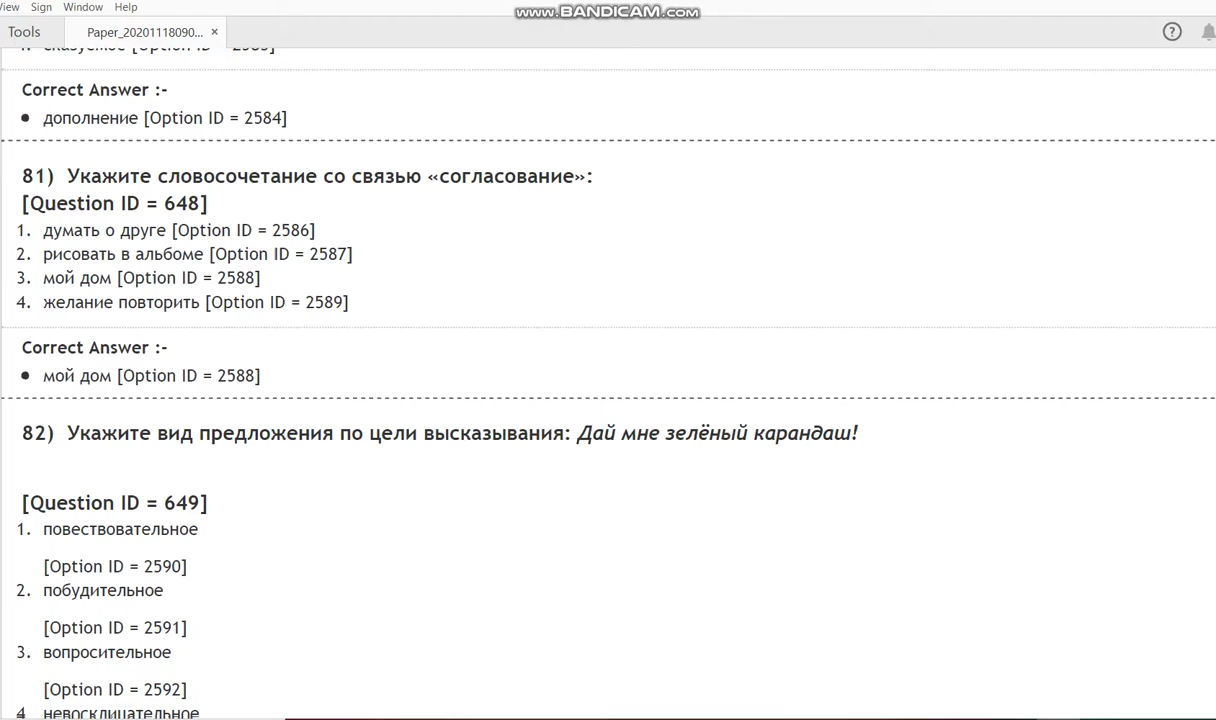 View Sign Window Help
www.BANDICAM.com
Tools Paper_20201118090... ×
Correct Answer :-
• дополнение [Option ID = 2584]
81) Укажите словосочетание со связью «согласование»:
[Question ID = 648]
1. думать о друге [Option ID = 2586]
2. рисовать в альбоме [Option ID = 2587]
3. мой дом [Option ID = 2588]
4. желание повторить [Option ID = 2589]
Correct Answer :-
• мой дом [Option ID = 2588]
82) Укажите вид предложения по цели высказывания: Дай мне зелёный карандаш!
[Question ID = 649]
1. повествовательное
[Option ID = 2590]
2. побудительное
[Option ID = 2591]
3. вопросительное
[Option ID = 2592]
4 невосклицательное